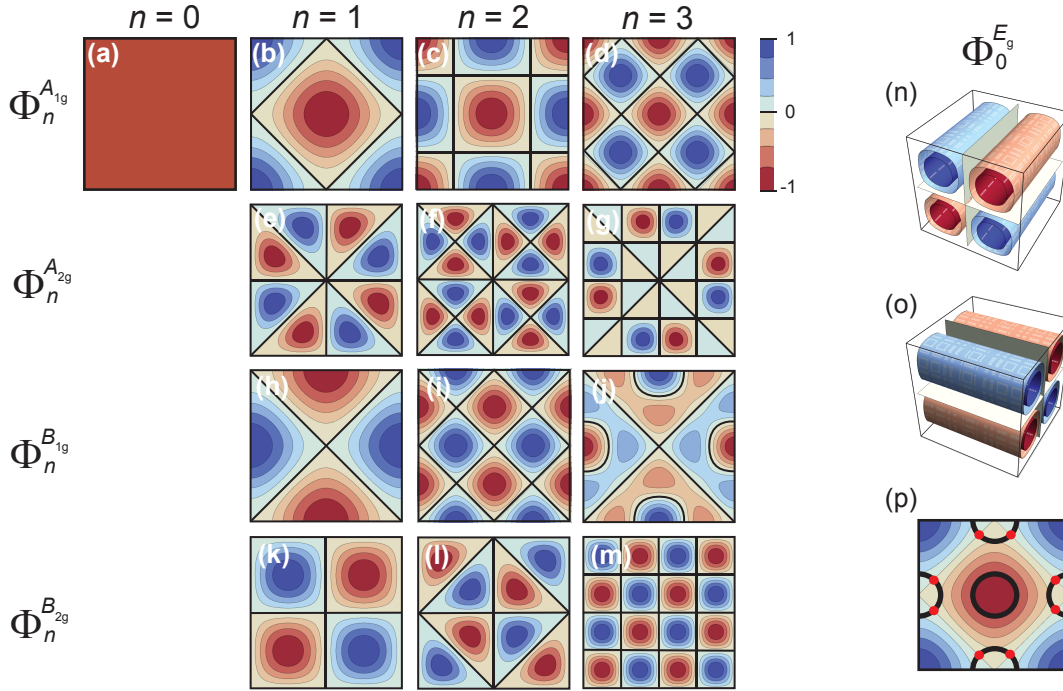 n = 0
n = 1
n = 2
n = 3
Φ_n^{A_{1g}}
(a)
(b)
(c)
(d)
1
0
-1
Φ_n^{A_{2g}}
(e)
(f)
(g)
Φ_n^{B_{1g}}
(h)
(i)
(j)
Φ_n^{B_{2g}}
(k)
(l)
(m)
Φ_0^{E_g}
(n)
(o)
(p)